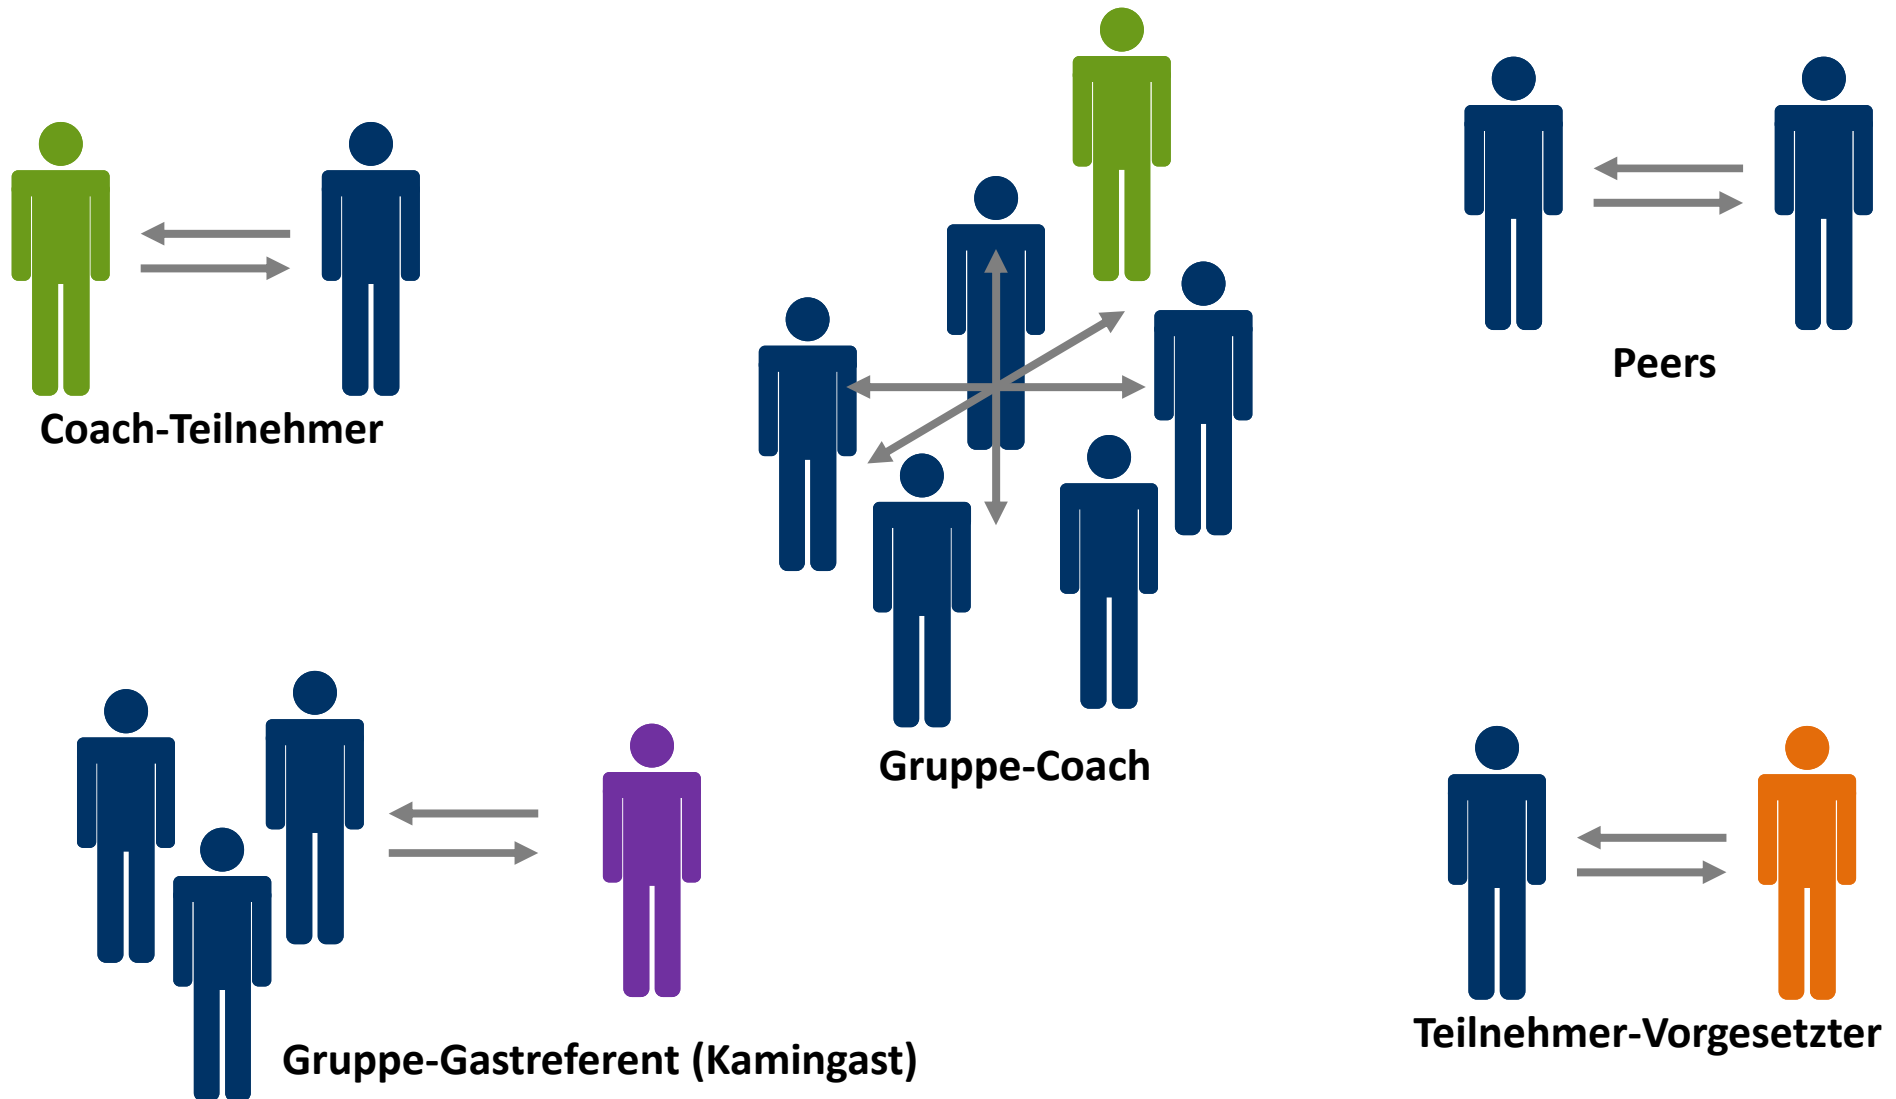 Peers
Coach-Teilnehmer
Gruppe-Coach
Teilnehmer-Vorgesetzter
Gruppe-Gastreferent (Kamingast)